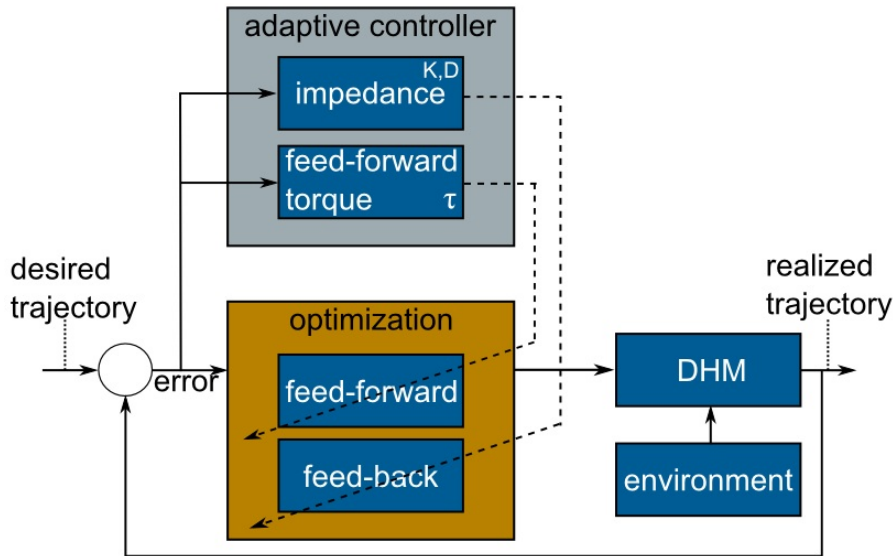 adaptive controller
K,D
impedance
feed-forward
torque τ
desired
trajectory
error
optimization
feed-forward
feed-back
DHM
environment
realized
trajectory